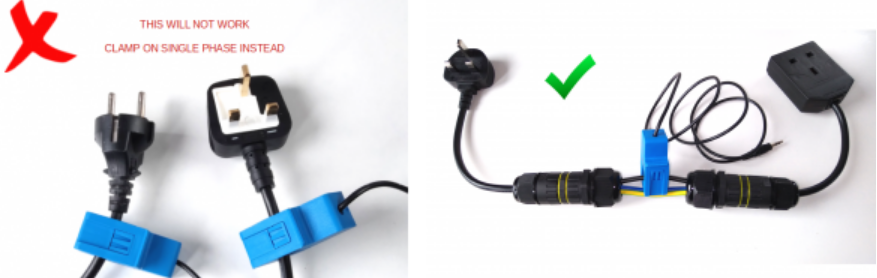 THIS WILL NOT WORK
CLAMP ON SINGLE PHASE INSTEAD